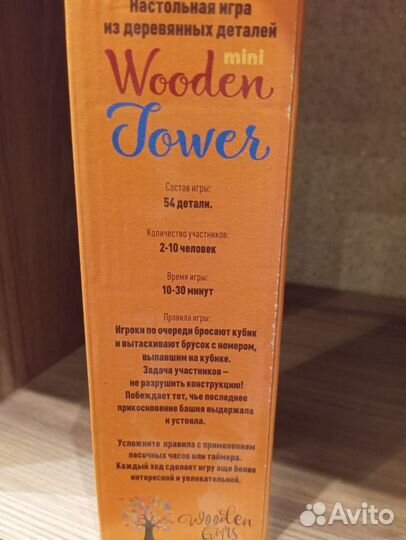 Настольная игра
из деревянных деталей
mini
Wooden
Tower
Состав игры:
54 детали.
Количество участников:
2-10 человек
Время игры:
10-30 минут
Правила игры:
Игроки по очереди бросают кубик
и вытаскивают брусок с номером,
выпавшим на кубике.
Задача участников –
не разрушить конструкцию!
Побеждает тот, чье последнее
прикосновение башня выдержала
и устояла.
Усложните правила с применением
песочных часов или таймера.
Каждый ход сделает игру еще более
интересной и увлекательной.
Wooden
Gifts
Avito